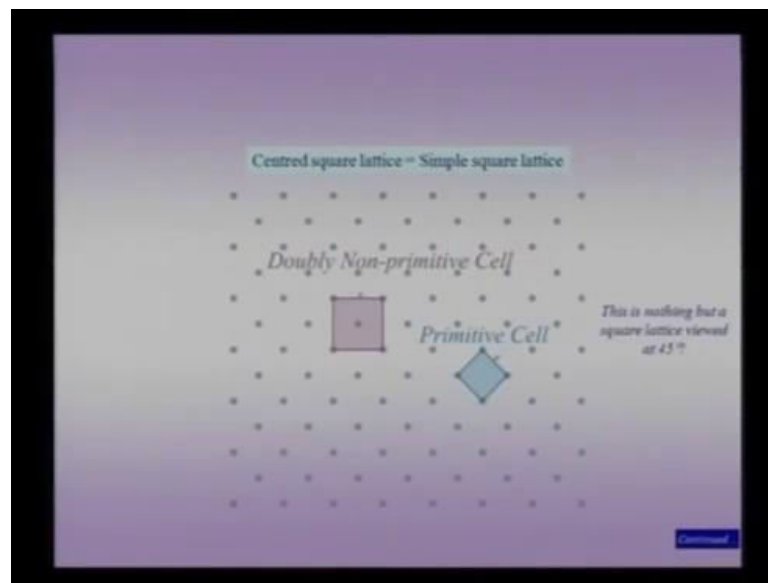 Centred square lattice = Simple square lattice
Doubly Non-primitive Cell
Primitive Cell
This is nothing but a
square lattice viewed
at 45°!
Continued...